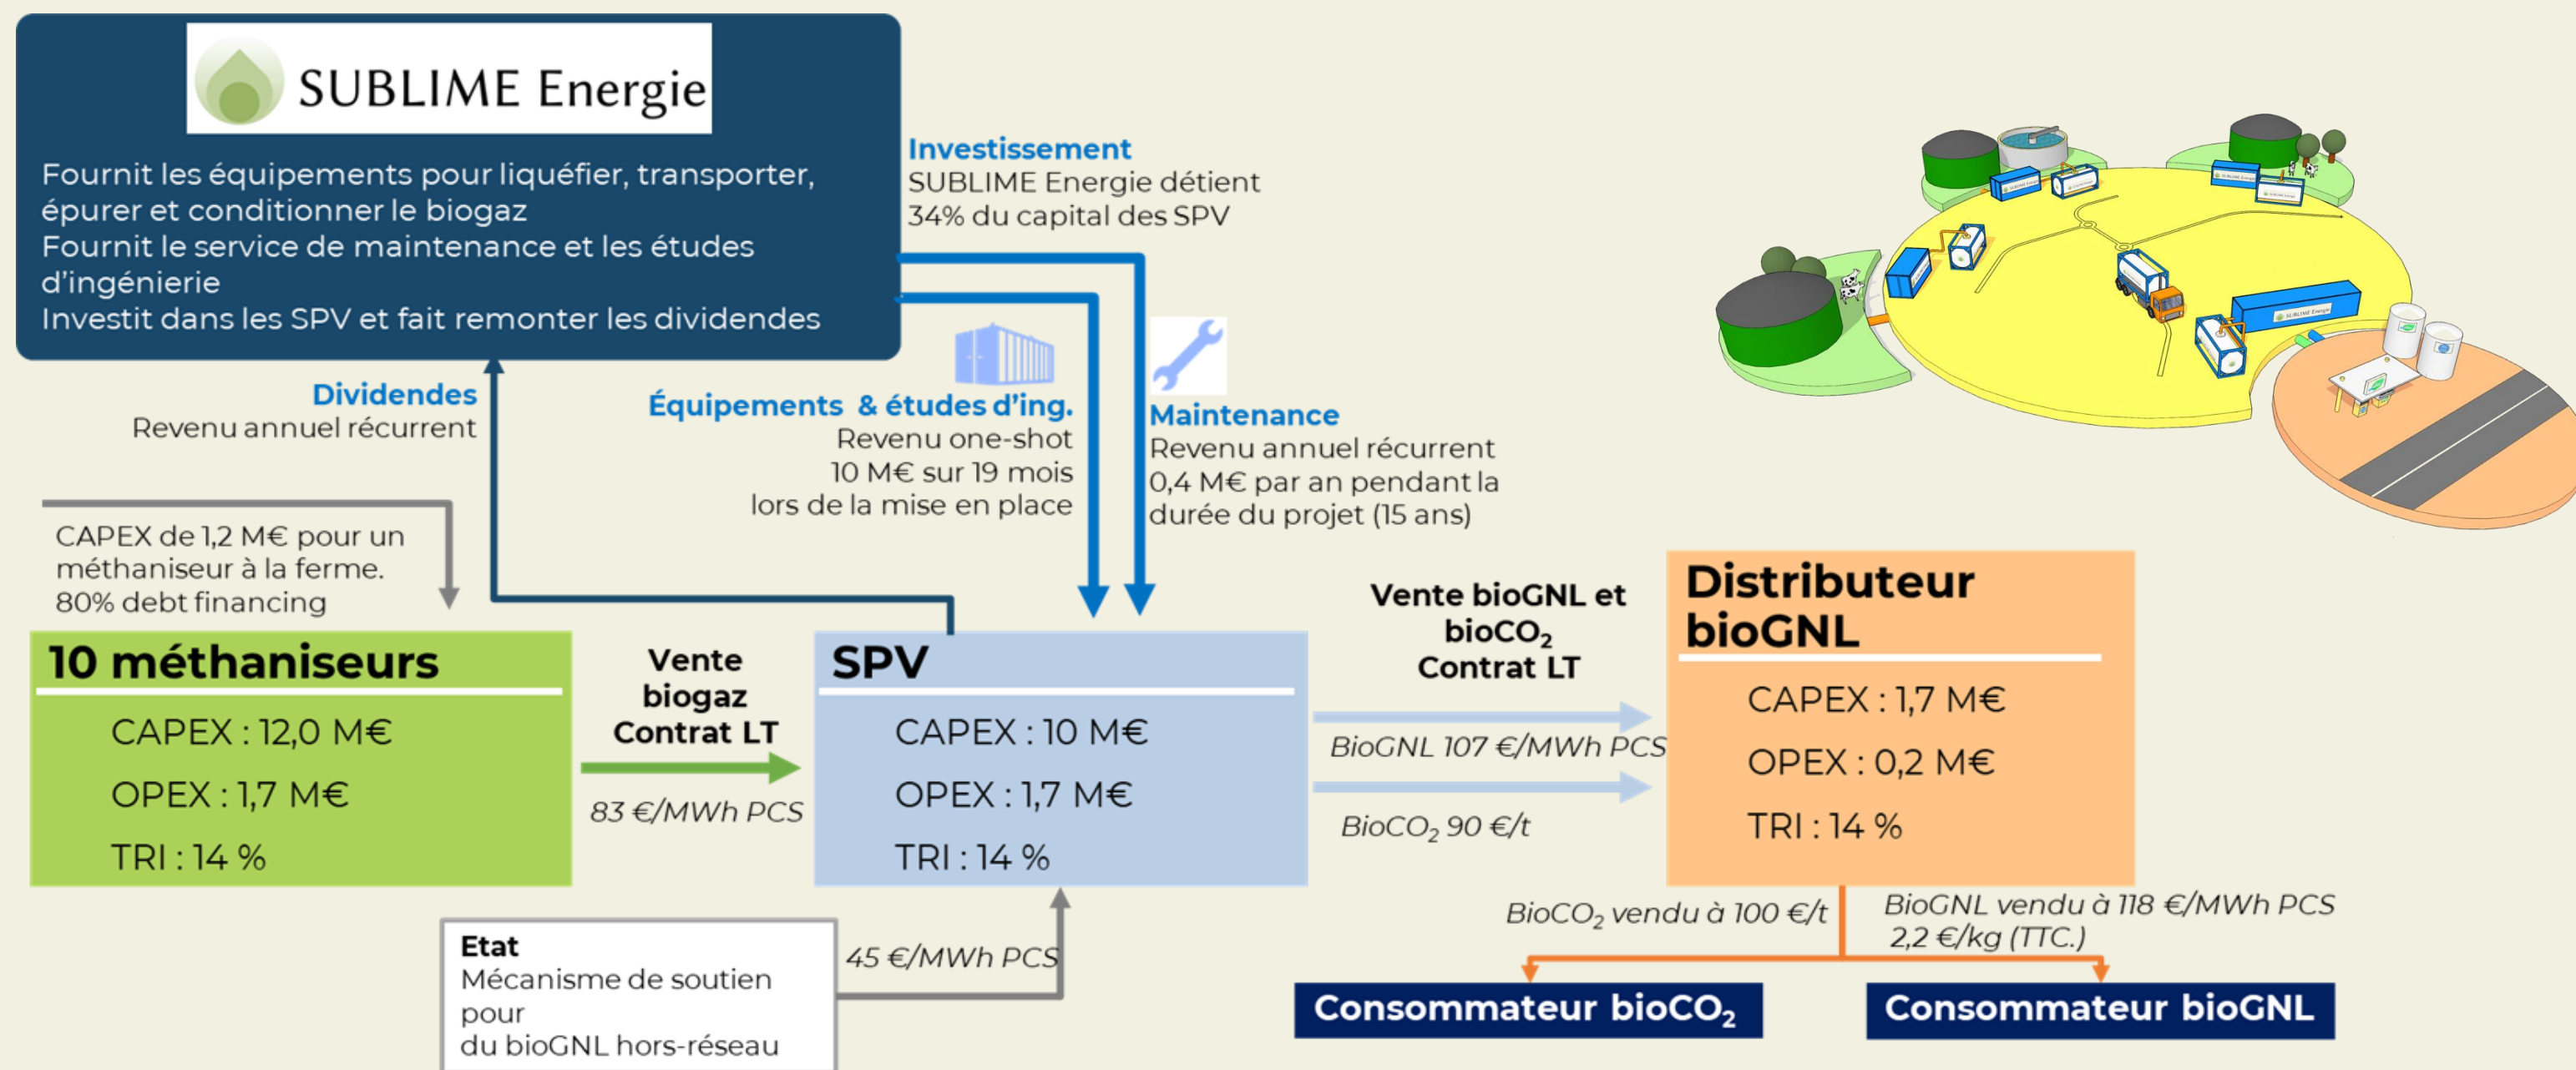 SUBLIME Energie
Fournit les équipements pour liquéfier, transporter,
épurer et conditionner le biogaz
Fournit le service de maintenance et les études
d'ingénierie
Investit dans les SPV et fait remonter les dividendes
Investissement
SUBLIME Energie détient
34% du capital des SPV
Dividendes
Revenu annuel récurrent
Équipements & études d'ing.
Revenu one-shot
10 M€ sur 19 mois
lors de la mise en place
Maintenance
Revenu annuel récurrent
0,4 M€ par an pendant la
durée du projet (15 ans)
CAPEX de 1,2 M€ pour un
méthaniseur à la ferme.
80% debt financing
10 méthaniseurs
CAPEX : 12,0 M€
OPEX : 1,7 M€
TRI : 14 %
Vente
biogaz
Contrat LT
83 €/MWh PCS
SPV
CAPEX : 10 M€
OPEX : 1,7 M€
TRI : 14 %
Vente bioGNL et
bioCO₂
Contrat LT
BioGNL 107 €/MWh PCS
BioCO₂ 90 €/t
Distributeur
bioGNL
CAPEX : 1,7 M€
OPEX : 0,2 M€
TRI : 14 %
Etat
Mécanisme de soutien
pour
du bioGNL hors-réseau
45 €/MWh PCS
BioCO₂ vendu à 100 €/t
BioGNL vendu à 118 €/MWh PCS
2,2 €/kg (TTC.)
Consommateur bioCO₂
Consommateur bioGNL
SUBLIME Energie